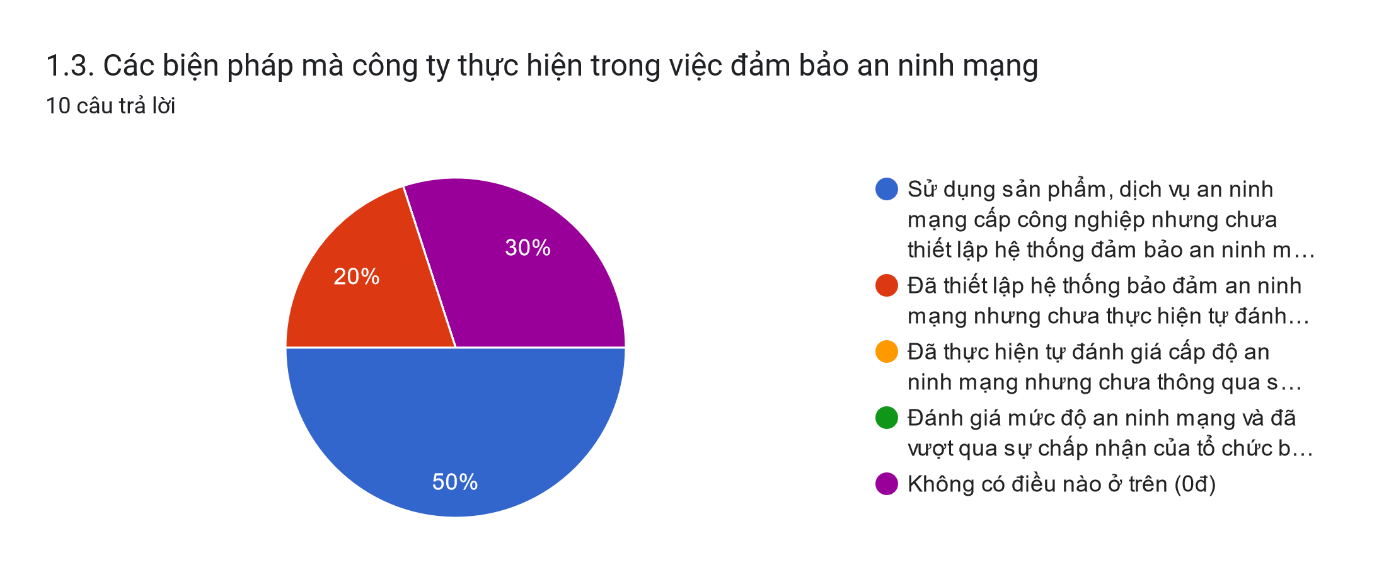 1.3. Các biện pháp mà công ty thực hiện trong việc đảm bảo an ninh mạng
10 câu trả lời
30%
20%
50%
Sử dụng sản phẩm, dịch vụ an ninh
mạng cấp công nghiệp nhưng chưa
thiết lập hệ thống đảm bảo an ninh m...
Đã thiết lập hệ thống bảo đảm an ninh
mạng nhưng chưa thực hiện tự đánh...
Đã thực hiện tự đánh giá cấp độ an
ninh mạng nhưng chưa thông qua s...
Đánh giá mức độ an ninh mạng và đã
vượt qua sự chấp nhận của tổ chức b...
Không có điều nào ở trên (0đ)